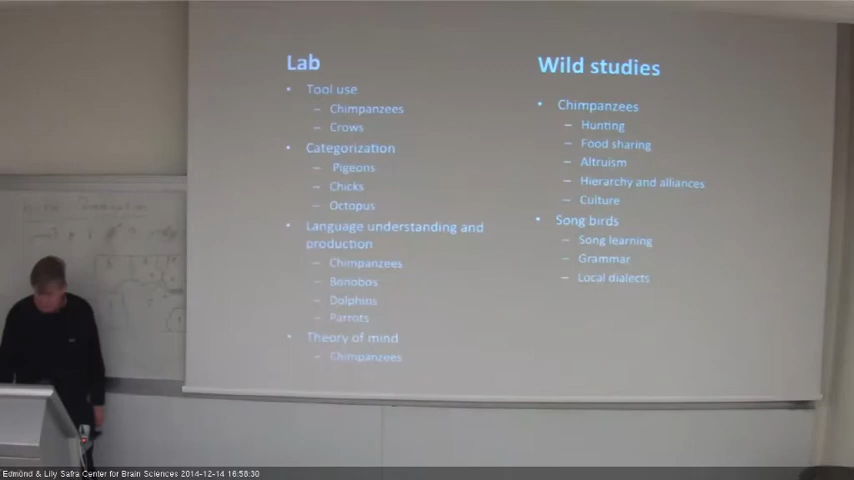 Lab
• Tool use
– Chimpanzees
– Crows
• Categorization
– Pigeons
– Chicks
– Octopus
• Language understanding and
production
– Chimpanzees
– Bonobos
– Dolphins
– Parrots
• Theory of mind
– Chimpanzees
Wild studies
• Chimpanzees
– Hunting
– Food sharing
– Altruism
– Hierarchy and alliances
– Culture
• Song birds
– Song learning
– Grammar
– Local dialects
Edmond & Lily Safra Center for Brain Sciences 2014-12-14 16:58:30